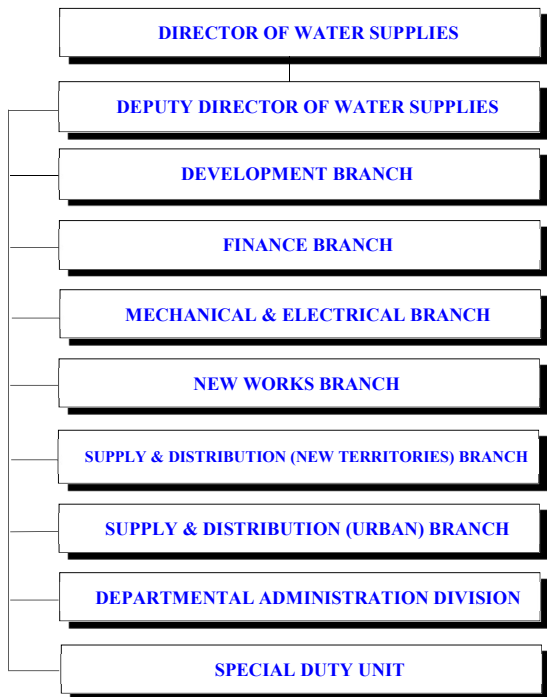 DIRECTOR OF WATER SUPPLIES
DEPUTY DIRECTOR OF WATER SUPPLIES
DEVELOPMENT BRANCH
FINANCE BRANCH
MECHANICAL & ELECTRICAL BRANCH
NEW WORKS BRANCH
SUPPLY & DISTRIBUTION (NEW TERRITORIES) BRANCH
SUPPLY & DISTRIBUTION (URBAN) BRANCH
DEPARTMENTAL ADMINISTRATION DIVISION
SPECIAL DUTY UNIT